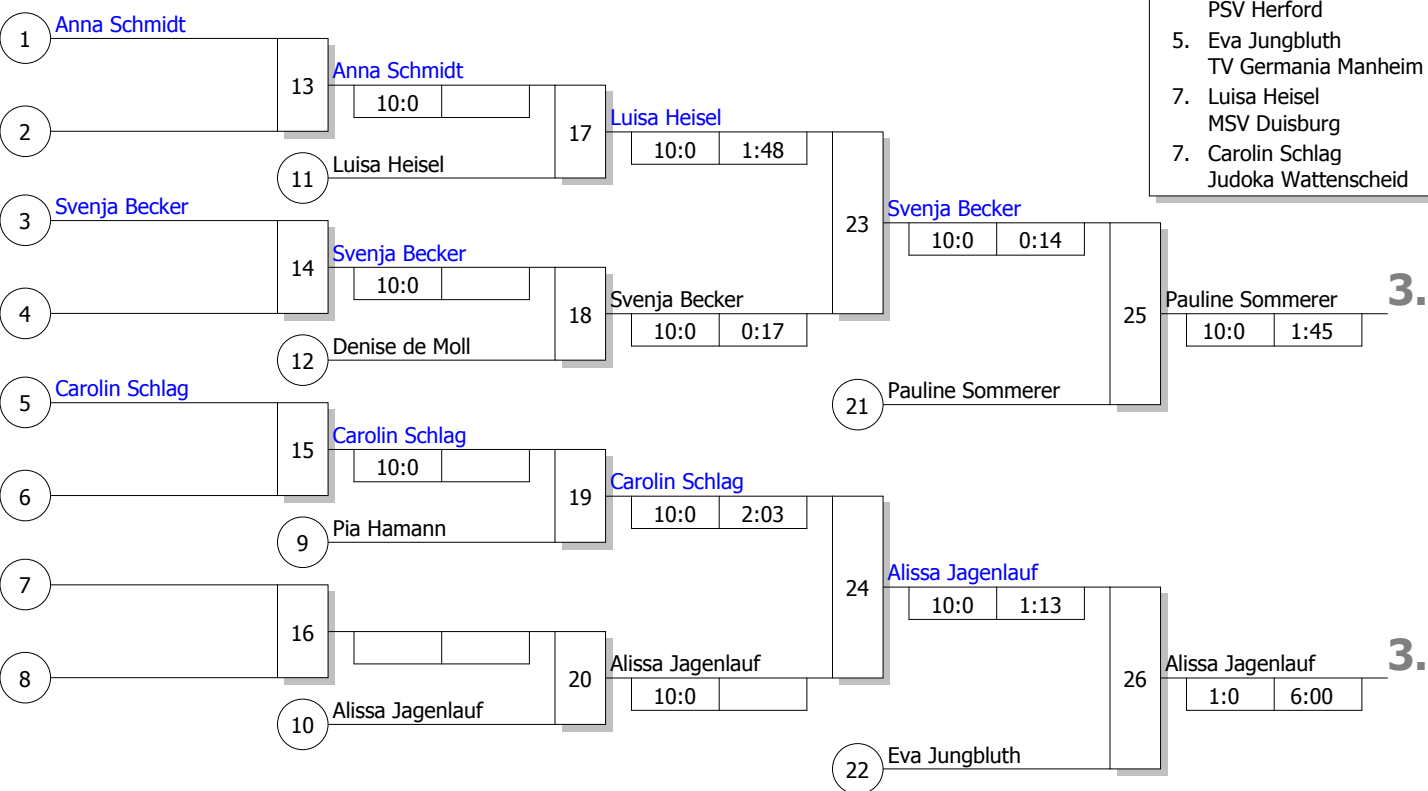 PSV Herford
5. Eva Jungbluth
TV Germania Manheim
7. Luisa Heisel
MSV Duisburg
7. Carolin Schlag
Judoka Wattenscheid
1 Anna Schmidt
13
Anna Schmidt
10:0
2
17
Luisa Heisel
10:0 1:48
11 Luisa Heisel
3 Svenja Becker
14
Svenja Becker
10:0
4
18
Svenja Becker
10:0 0:17
12 Denise de Moll
23
Svenja Becker
10:0 0:14
25
Pauline Sommerer
10:0 1:45
3.
21 Pauline Sommerer
5 Carolin Schlag
15
Carolin Schlag
10:0
6
19
Carolin Schlag
10:0 2:03
9 Pia Hamann
7
16
8
20
Alissa Jagenlauf
10:0
10 Alissa Jagenlauf
24
Alissa Jagenlauf
10:0 1:13
26
Alissa Jagenlauf
1:0 6:00
3.
22 Eva Jungbluth